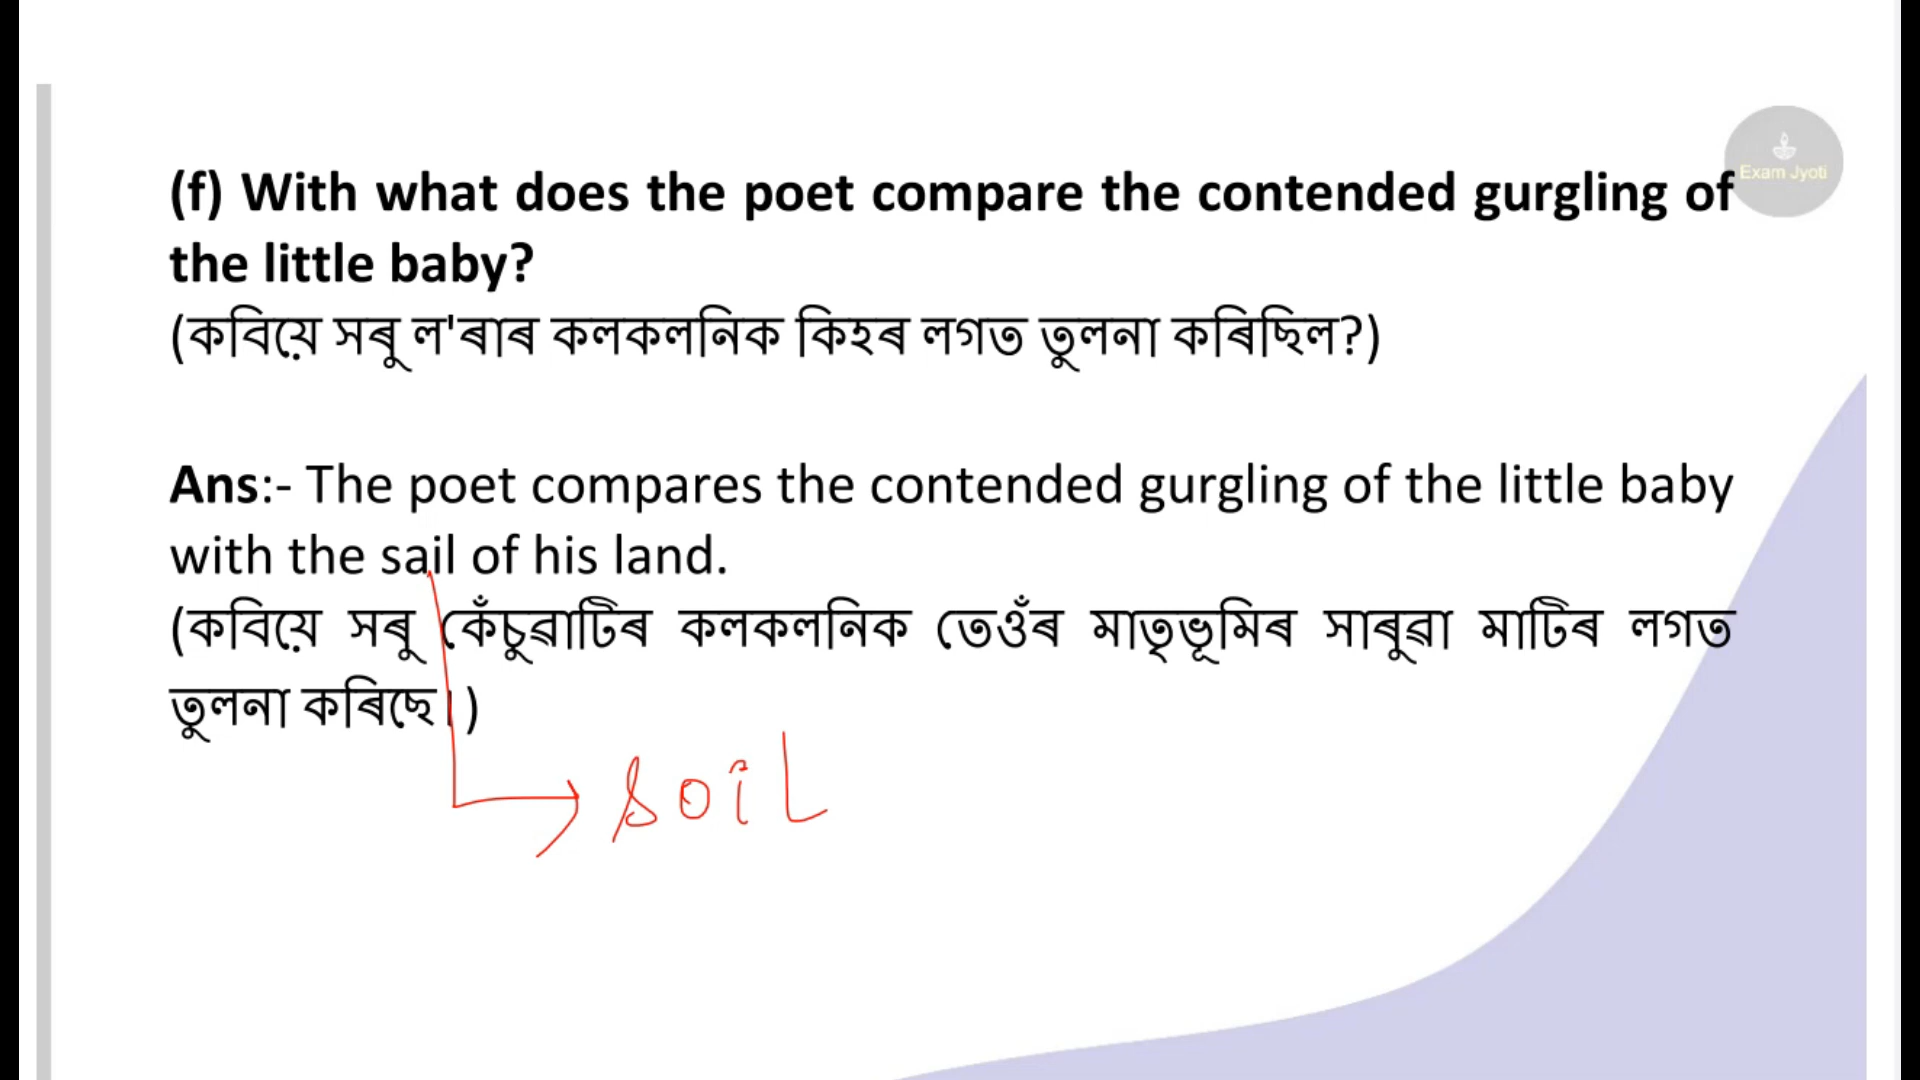 Exam Jyoti
(f) With what does the poet compare the contended gurgling of
the little baby?
(কবিয়ে সৰু ল'ৰাৰ কলকলনিক কিহৰ লগত তুলনা কৰিছিল?)
Ans:- The poet compares the contended gurgling of the little baby
with the sail of his land.
(কবিয়ে সৰু কেঁচুৱাটিৰ কলকলনিক তেওঁৰ মাতৃভূমিৰ সাৰুৱা মাটিৰ লগত
তুলনা কৰিছে।)
soil